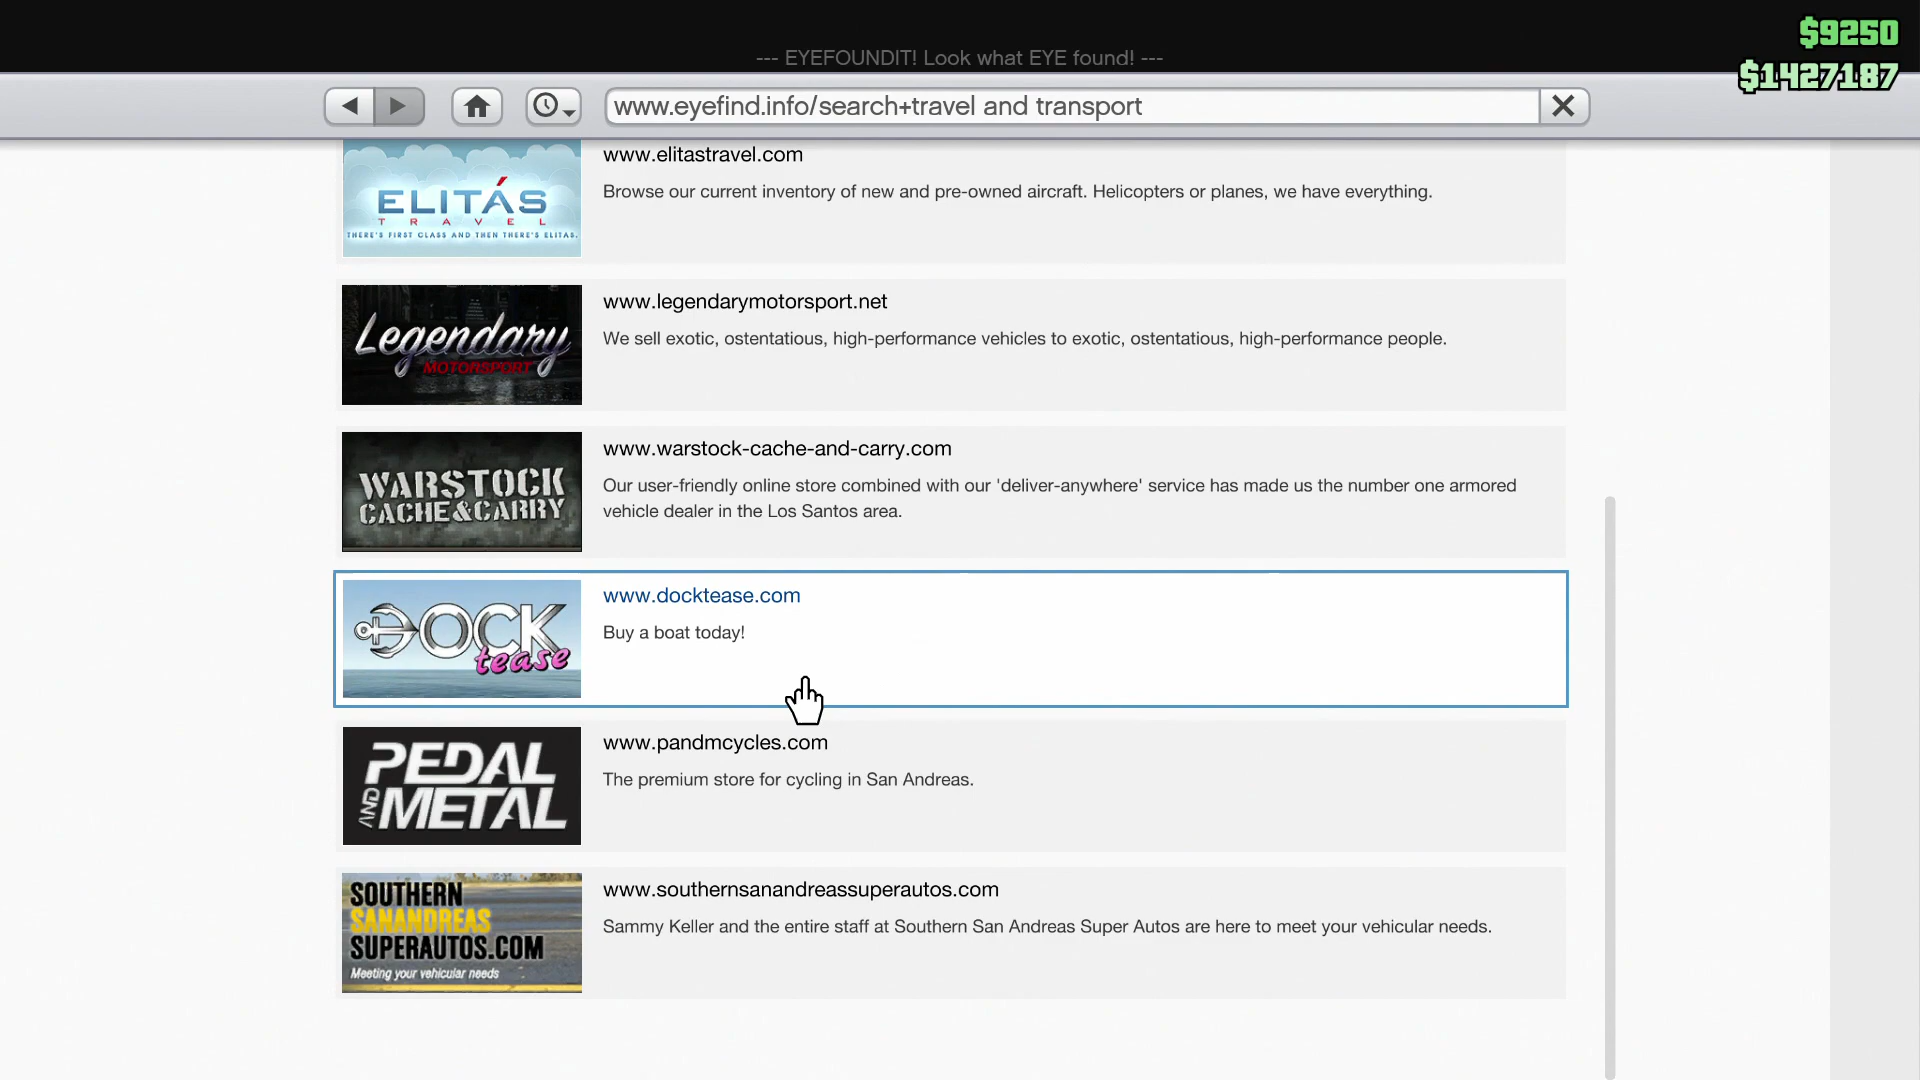 $9250
--- EYEFOUNDIT! Look what EYE found! ---
$1427187
www.eyefind.info/search+travel and transport
ELITÁS
TRAVEL
THERE'S FIRST CLASS AND THEN THERE'S ELITAS.
www.elitastravel.com
Browse our current inventory of new and pre-owned aircraft. Helicopters or planes, we have everything.
Legendary
MOTORSPORT
www.legendarymotorsport.net
We sell exotic, ostentatious, high-performance vehicles to exotic, ostentatious, high-performance people.
WARSTOCK
CACHE&CARRY
www.warstock-cache-and-carry.com
Our user-friendly online store combined with our 'deliver-anywhere' service has made us the number one armored
vehicle dealer in the Los Santos area.
DOCK
tease
www.docktease.com
Buy a boat today!
PEDAL
AND METAL
www.pandmcycles.com
The premium store for cycling in San Andreas.
SOUTHERN
SANANDREAS
SUPERAUTOS.COM
Meeting your vehicular needs
www.southernsanandreassuperautos.com
Sammy Keller and the entire staff at Southern San Andreas Super Autos are here to meet your vehicular needs.